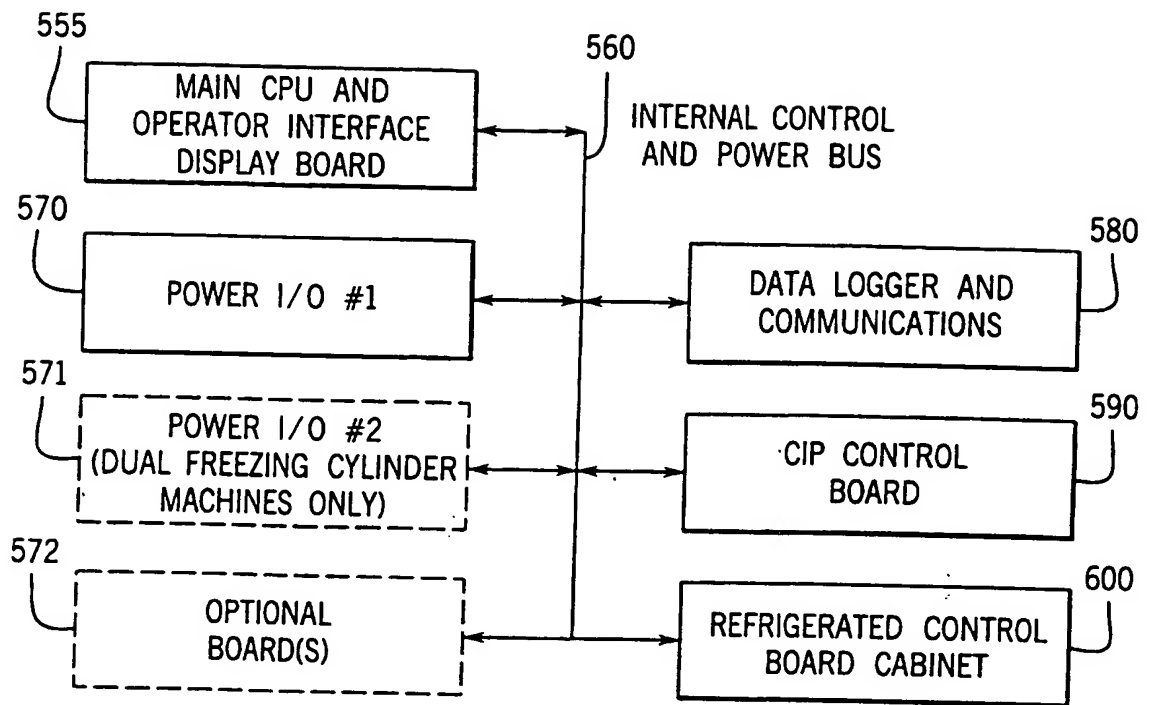 555
MAIN CPU AND
OPERATOR INTERFACE
DISPLAY BOARD
560
INTERNAL CONTROL
AND POWER BUS
570
POWER I/O #1
580
DATA LOGGER AND
COMMUNICATIONS
571
POWER I/O #2
(DUAL FREEZING CYLINDER
MACHINES ONLY)
590
CIP CONTROL
BOARD
572
OPTIONAL
BOARD(S)
600
REFRIGERATED CONTROL
BOARD CABINET